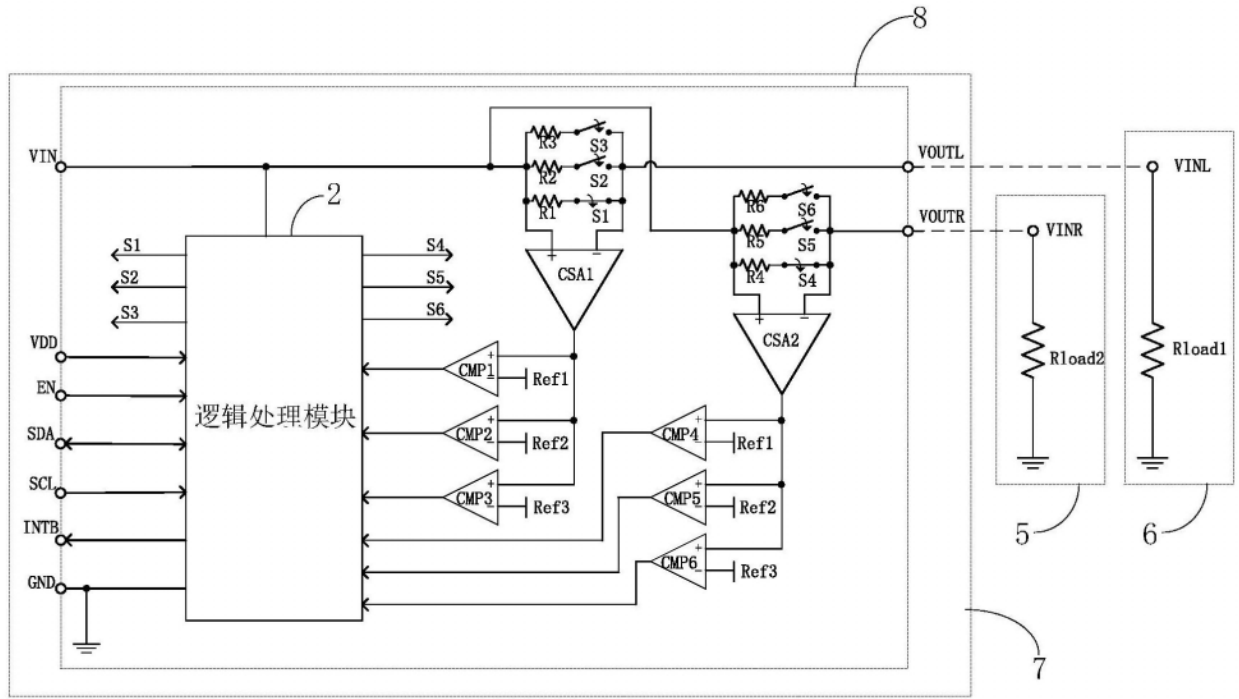 8
VIN
R3
S3
R2
S2
R1
S1
VOUTL
VINL
2
R6
S6
VOUTR
R5
S5
VINR
R4
S4
S1
S4
CSA1
S2
S5
S3
S6
CSA2
VDD
CMP1
Ref1
Rload2
Rload1
EN
逻辑处理模块
SDA
CMP2
Ref2
CMP4
Ref1
SCL
CMP3
Ref3
CMP5
Ref2
INTB
5
6
CMP6
Ref3
GND
7